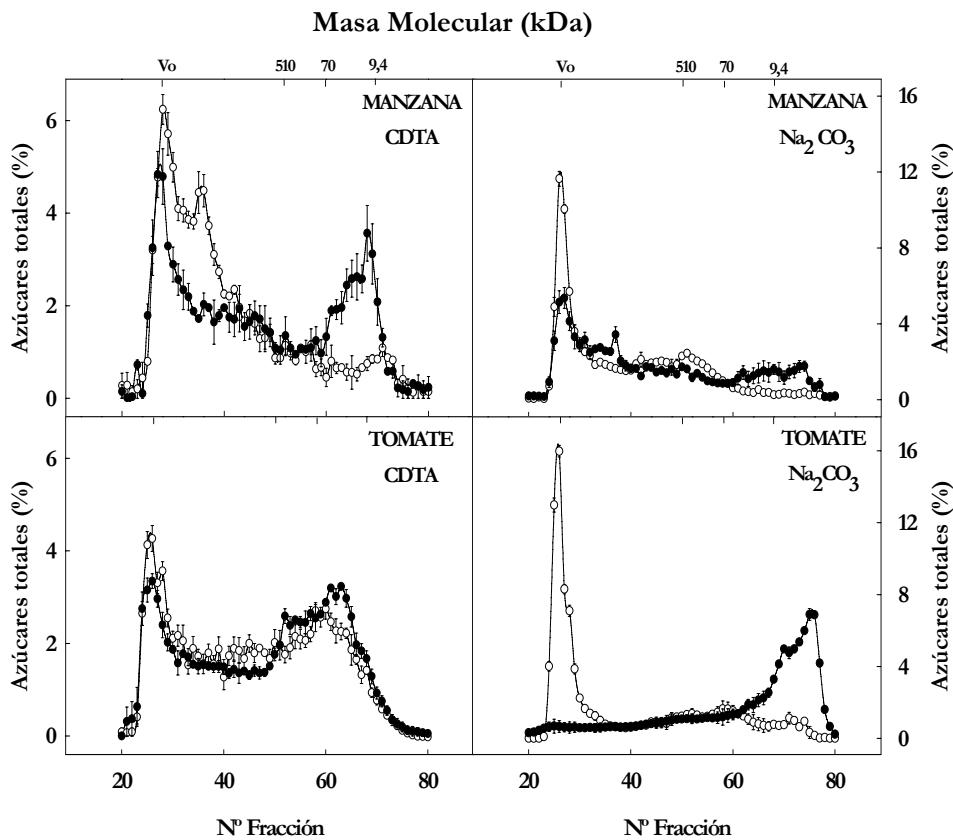 Masa Molecular (kDa)
Vo 510 70 9,4
Vo 510 70 9,4
MANZANA
CDTA
MANZANA
Na2 CO3
TOMATE
CDTA
TOMATE
Na2CO3
Azúcares totales (%)
6
4
2
0
Azúcares totales (%)
16
12
8
4
0
Azúcares totales (%)
6
4
2
0
Azúcares totales (%)
16
12
8
4
0
20 40 60 80
20 40 60 80
Nº Fracción
Nº Fracción